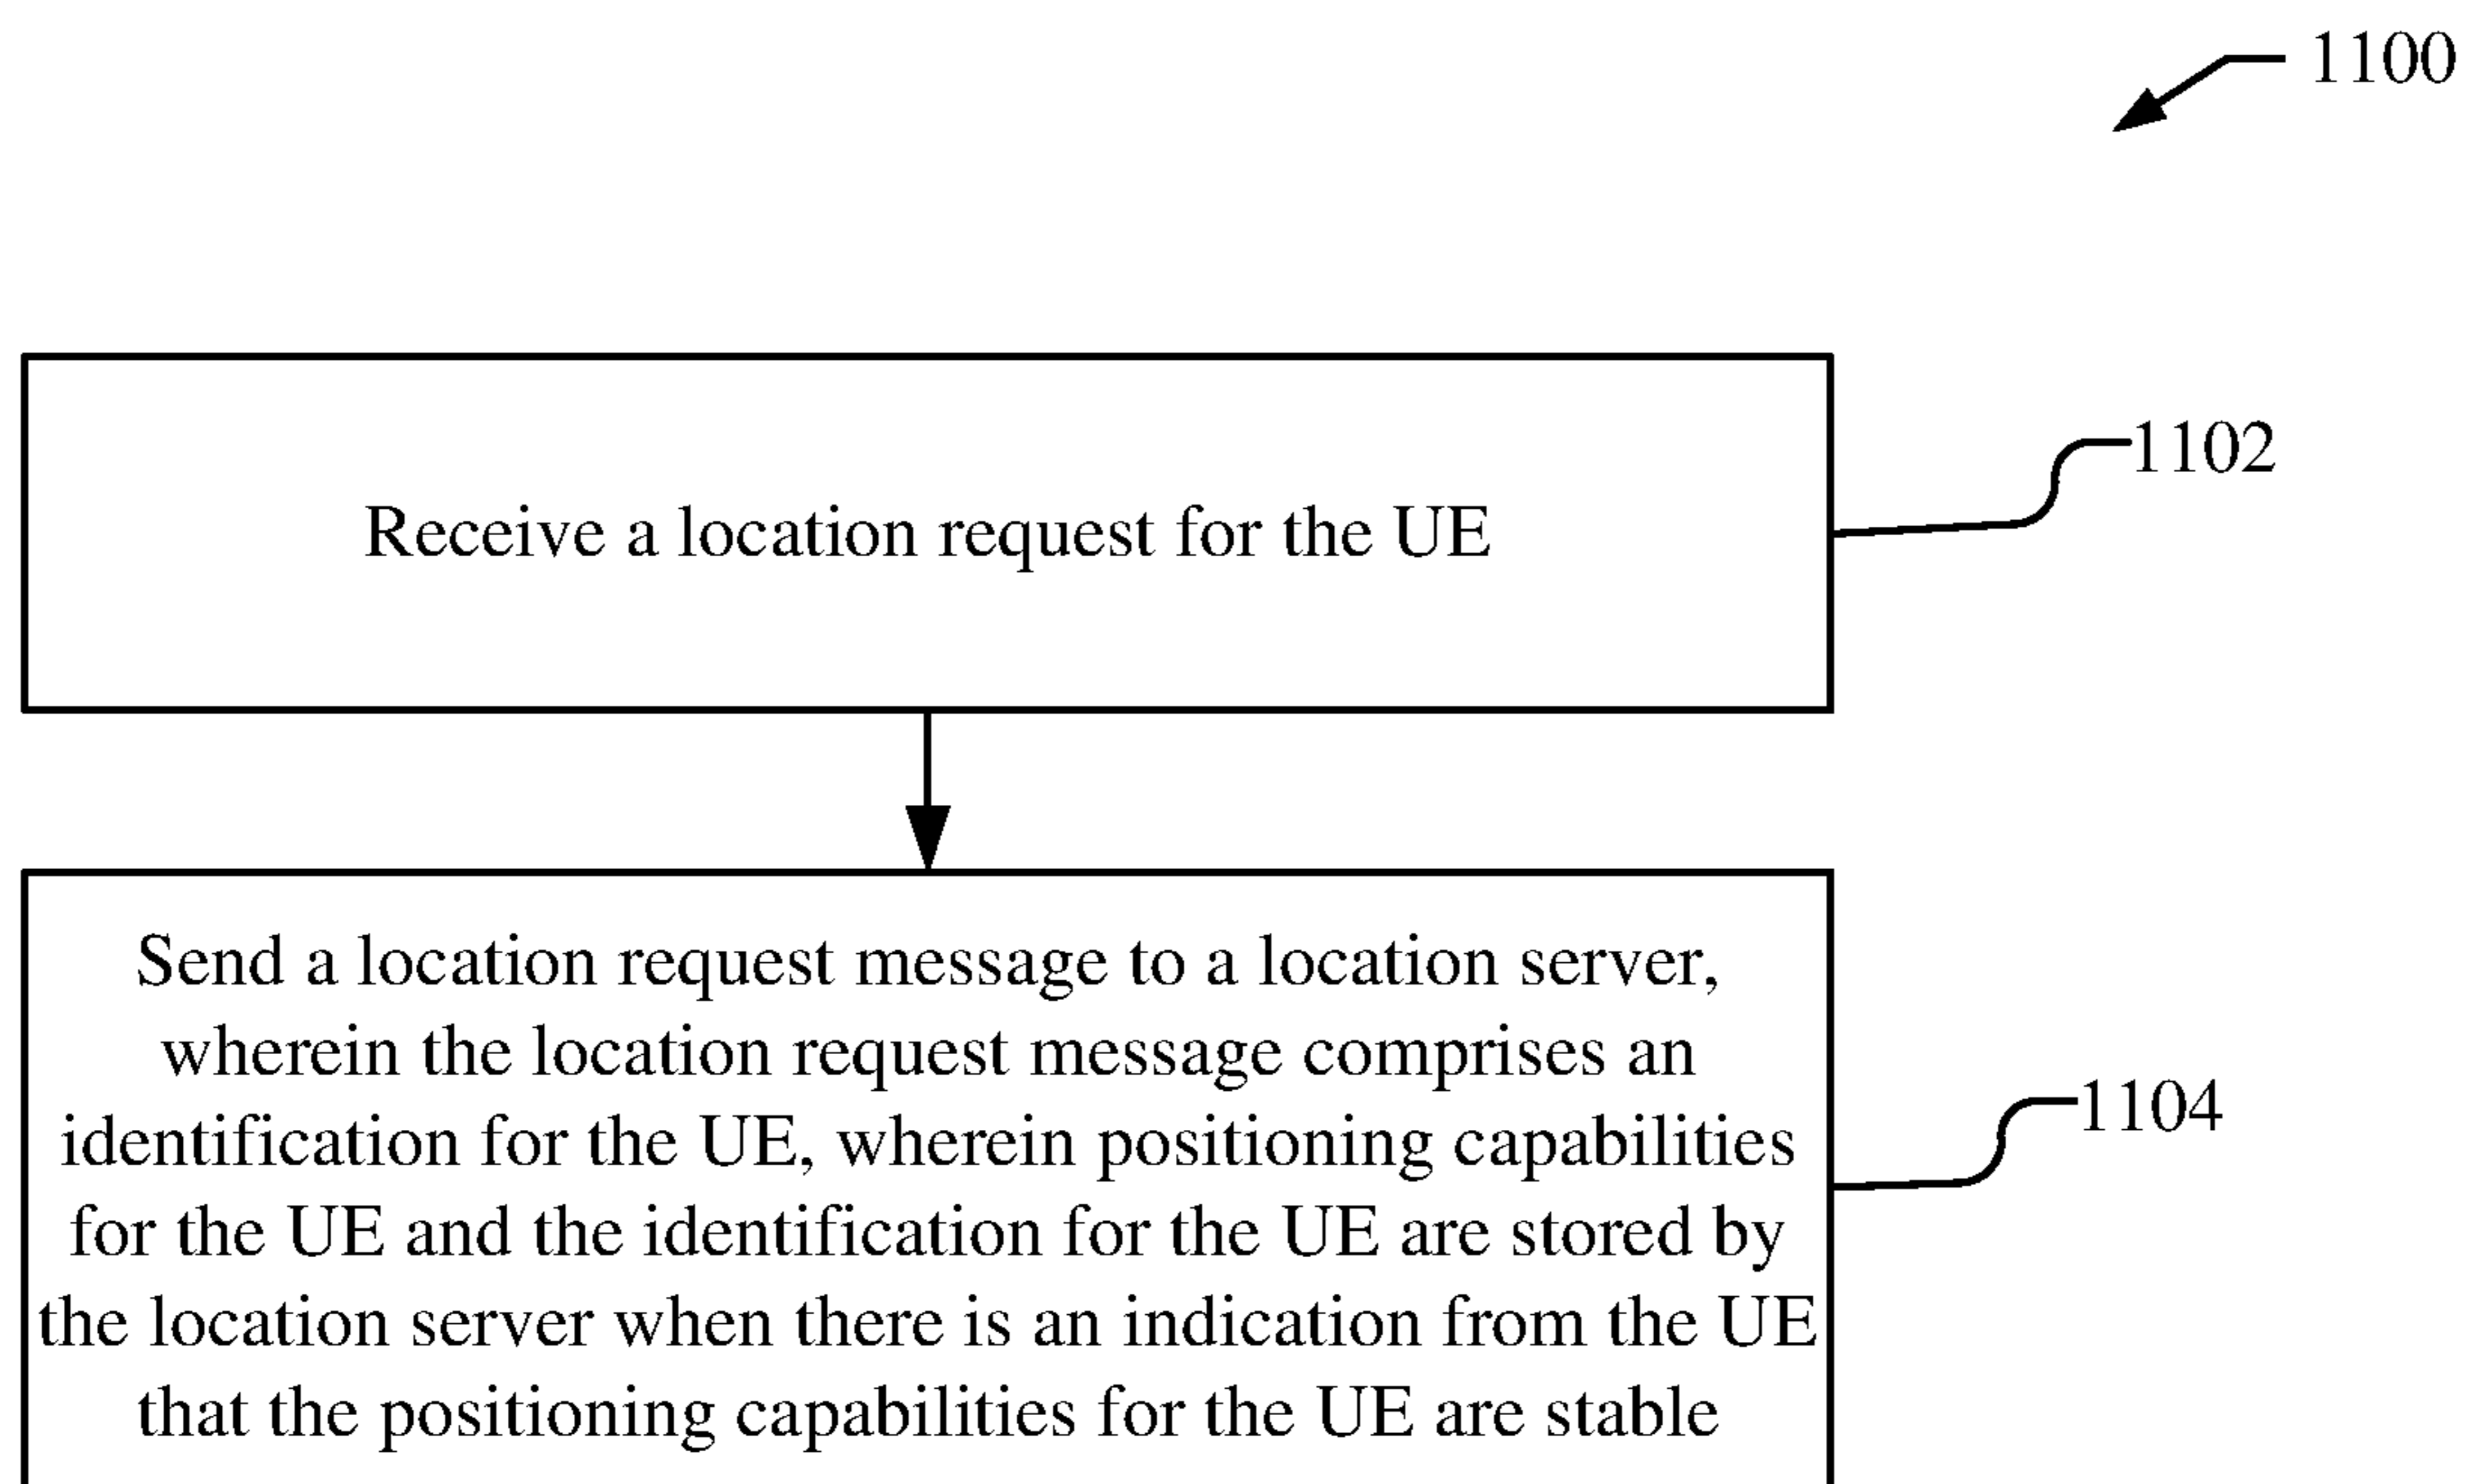 1100
Receive a location request for the UE
1102
Send a location request message to a location server,
wherein the location request message comprises an
identification for the UE, wherein positioning capabilities
for the UE and the identification for the UE are stored by
the location server when there is an indication from the UE
that the positioning capabilities for the UE are stable
1104